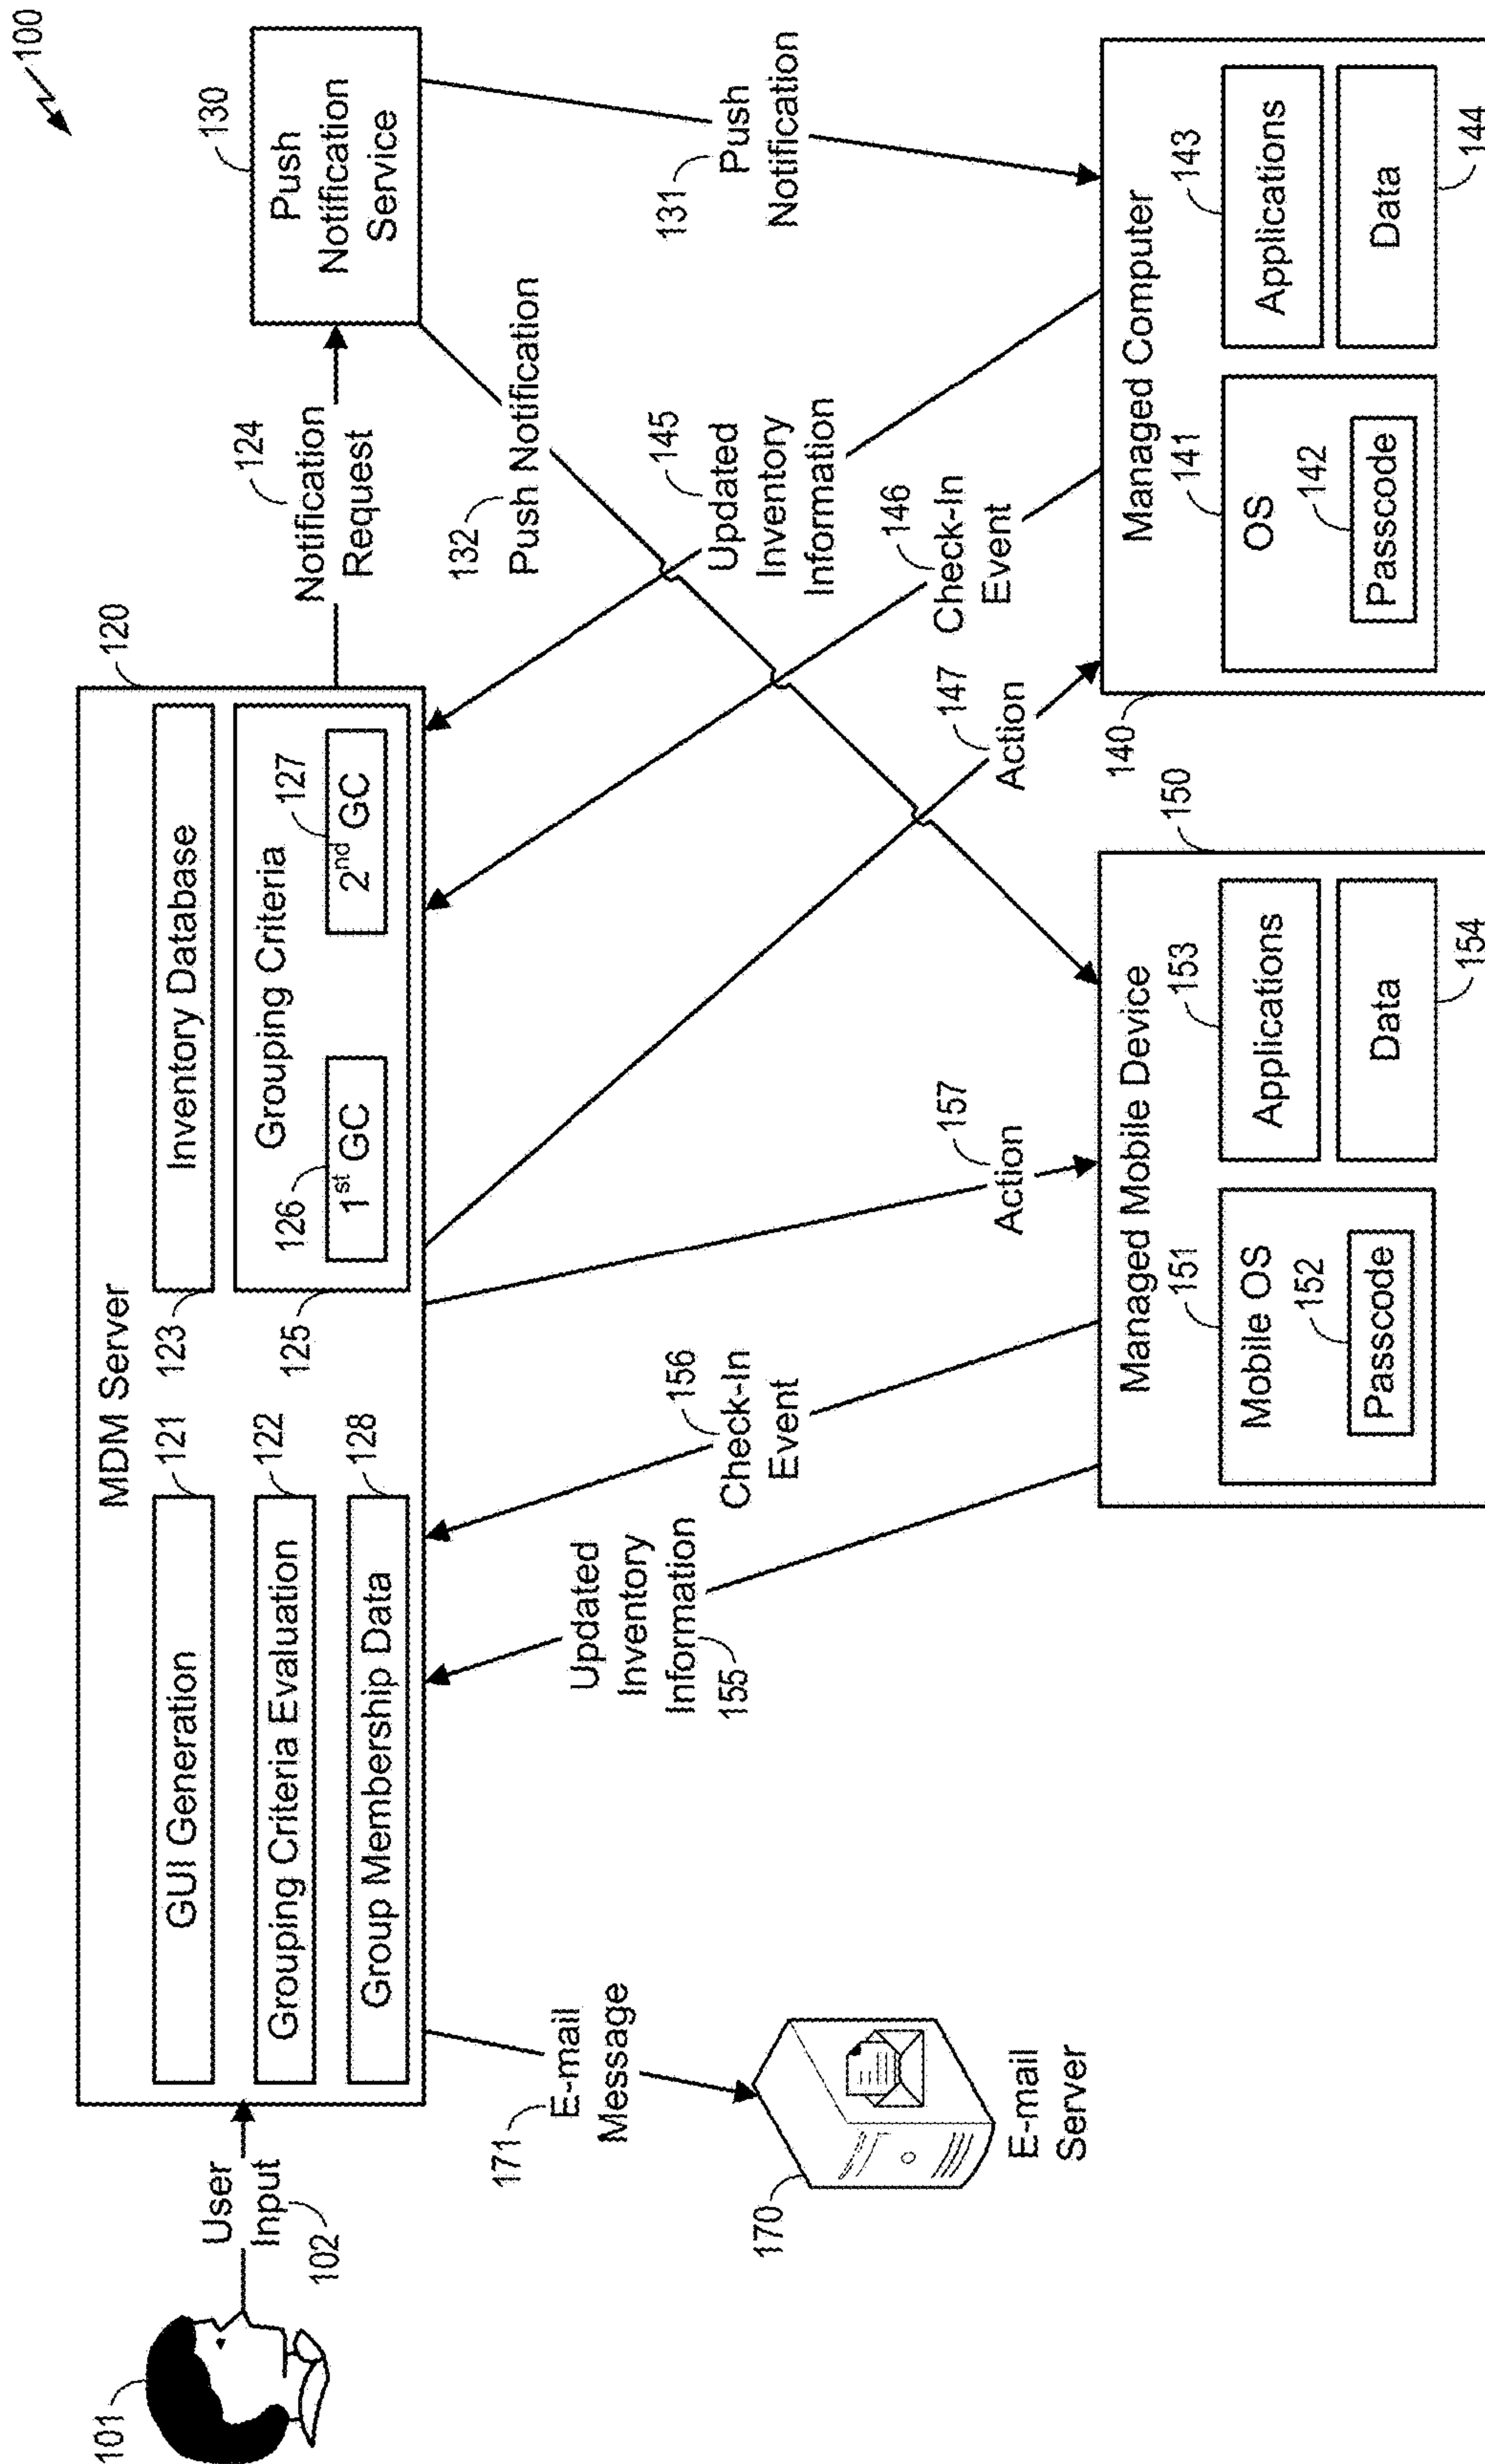 100
101
User
Input
102
MDM Server
120
GUI Generation
121
Grouping Criteria Evaluation
122
Group Membership Data
128
Inventory Database
123
Grouping Criteria
125
126
1st GC
127
2nd GC
124
Notification
Request
130
Push
Notification
Service
132
Push Notification
131
Push
Notification
171
E-mail
Message
170
E-mail
Server
Updated
Inventory
Information
155
156
Check-In
Event
157
Action
145
Updated
Inventory
Information
146
Check-In
Event
147
Action
150
Managed Mobile Device
151
Mobile OS
152
Passcode
153
Applications
Data
154
140
Managed Computer
141
OS
142
Passcode
143
Applications
Data
144